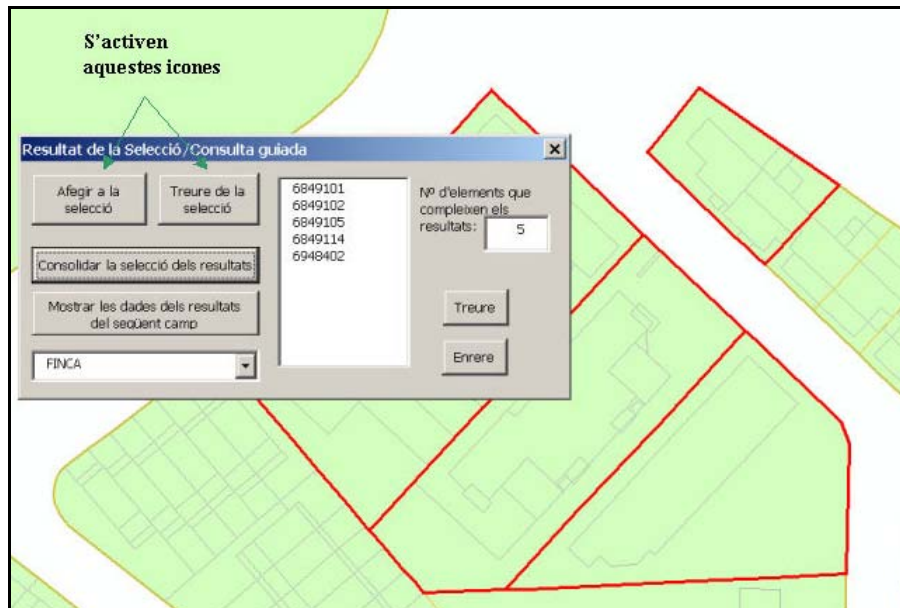 S'activen
aquestes icones
Resultat de la Selecció/Consulta guiada
Afegir a la
selecció
Treure de la
selecció
Consolidar la selecció dels resultats
Mostrar les dades dels resultats
del següent camp
FINCA
6849101
6849102
6849105
6849114
6948402
Nº d'elements que
compleixen els
resultats:
5
Treure
Enrere